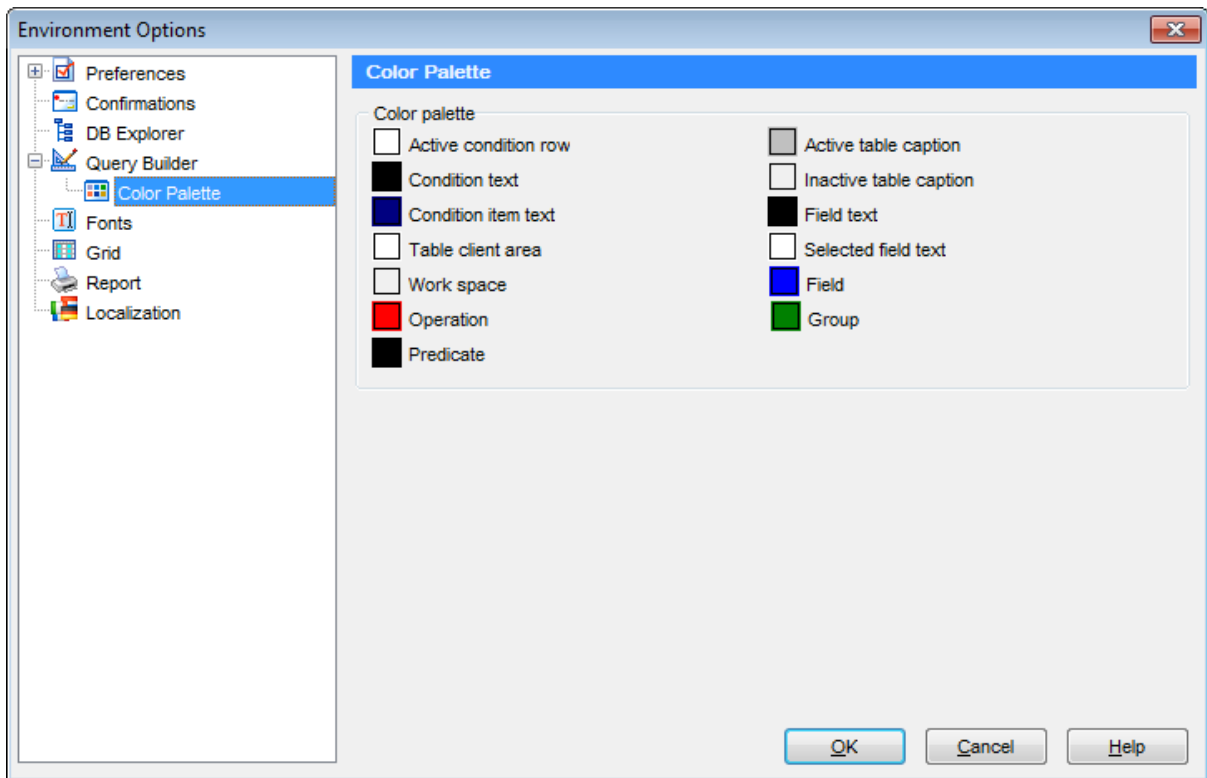 Environment Options
Preferences
Confirmations
DB Explorer
Query Builder
Color Palette
Fonts
Grid
Report
Localization
Color Palette
Color palette
Active condition row
Condition text
Condition item text
Table client area
Work space
Operation
Predicate
Active table caption
Inactive table caption
Field text
Selected field text
Field
Group
OK
Cancel
Help